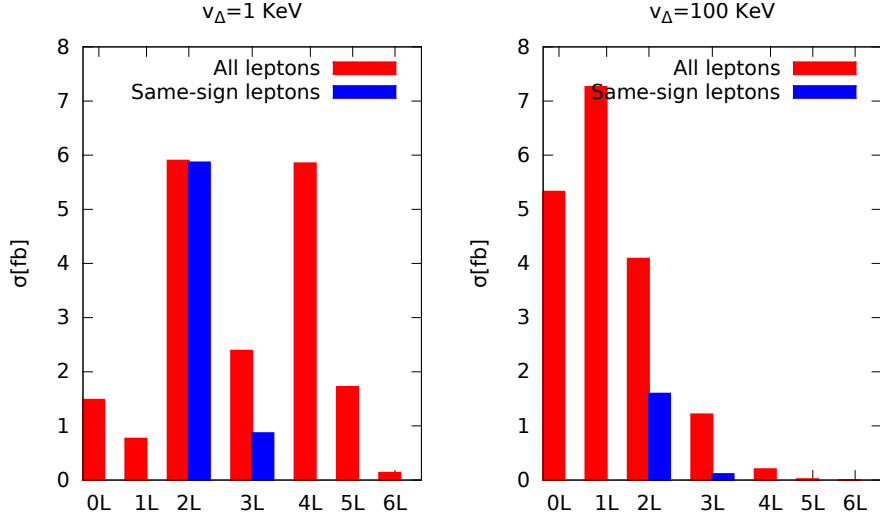 v_Δ=1 KeV
All leptons
Same-sign leptons
σ[fb]
8
7
6
5
4
3
2
1
0
0L 1L 2L 3L 4L 5L 6L
v_Δ=100 KeV
All leptons
Same-sign leptons
σ[fb]
8
7
6
5
4
3
2
1
0
0L 1L 2L 3L 4L 5L 6L